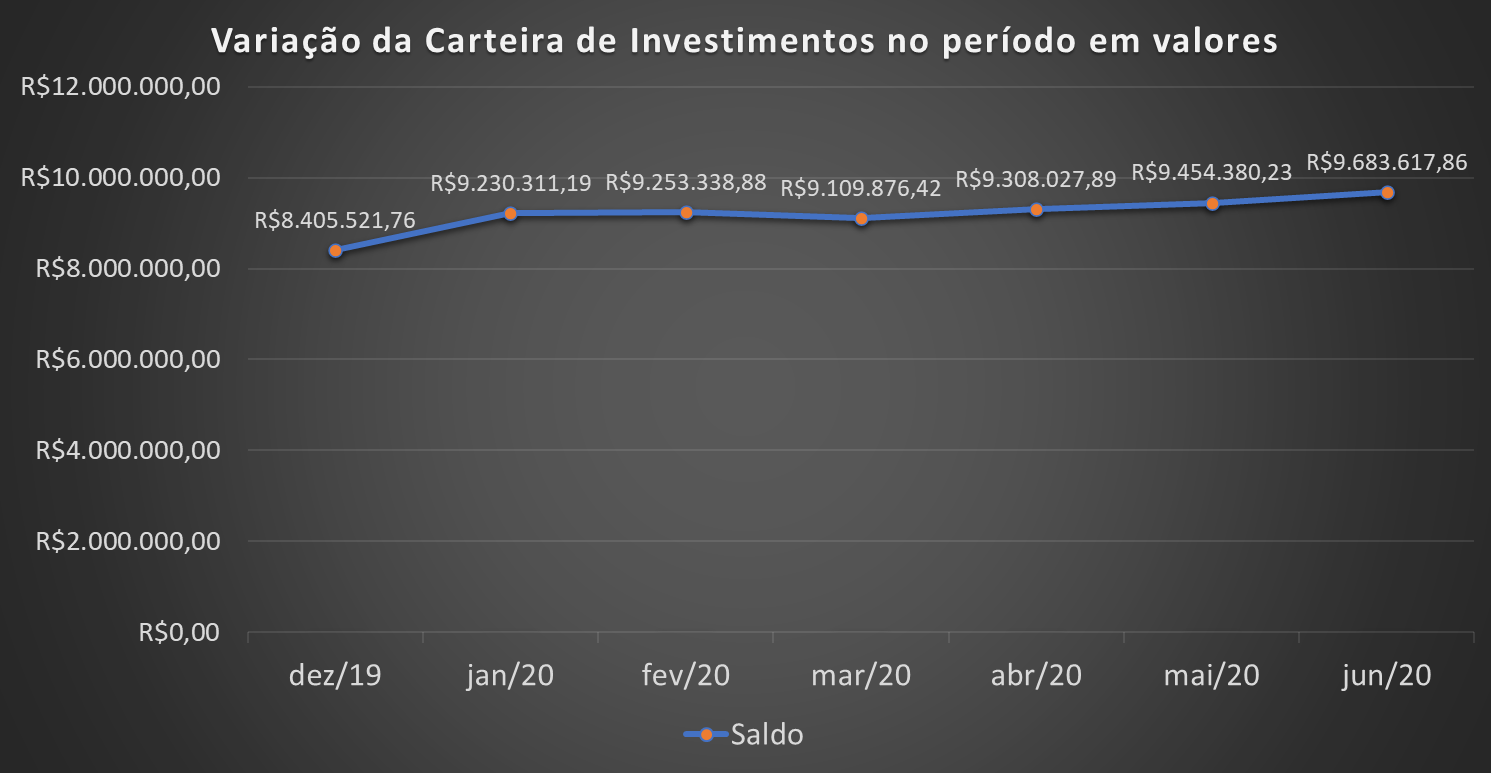 Variação da Carteira de Investimentos no período em valores
R$12.000.000,00
R$10.000.000,00
R$8.000.000,00
R$6.000.000,00
R$4.000.000,00
R$2.000.000,00
R$0,00
R$8.405.521,76
R$9.230.311,19
R$9.253.338,88
R$9.109.876,42
R$9.308.027,89
R$9.454.380,23
R$9.683.617,86
dez/19 jan/20 fev/20 mar/20 abr/20 mai/20 jun/20
Saldo